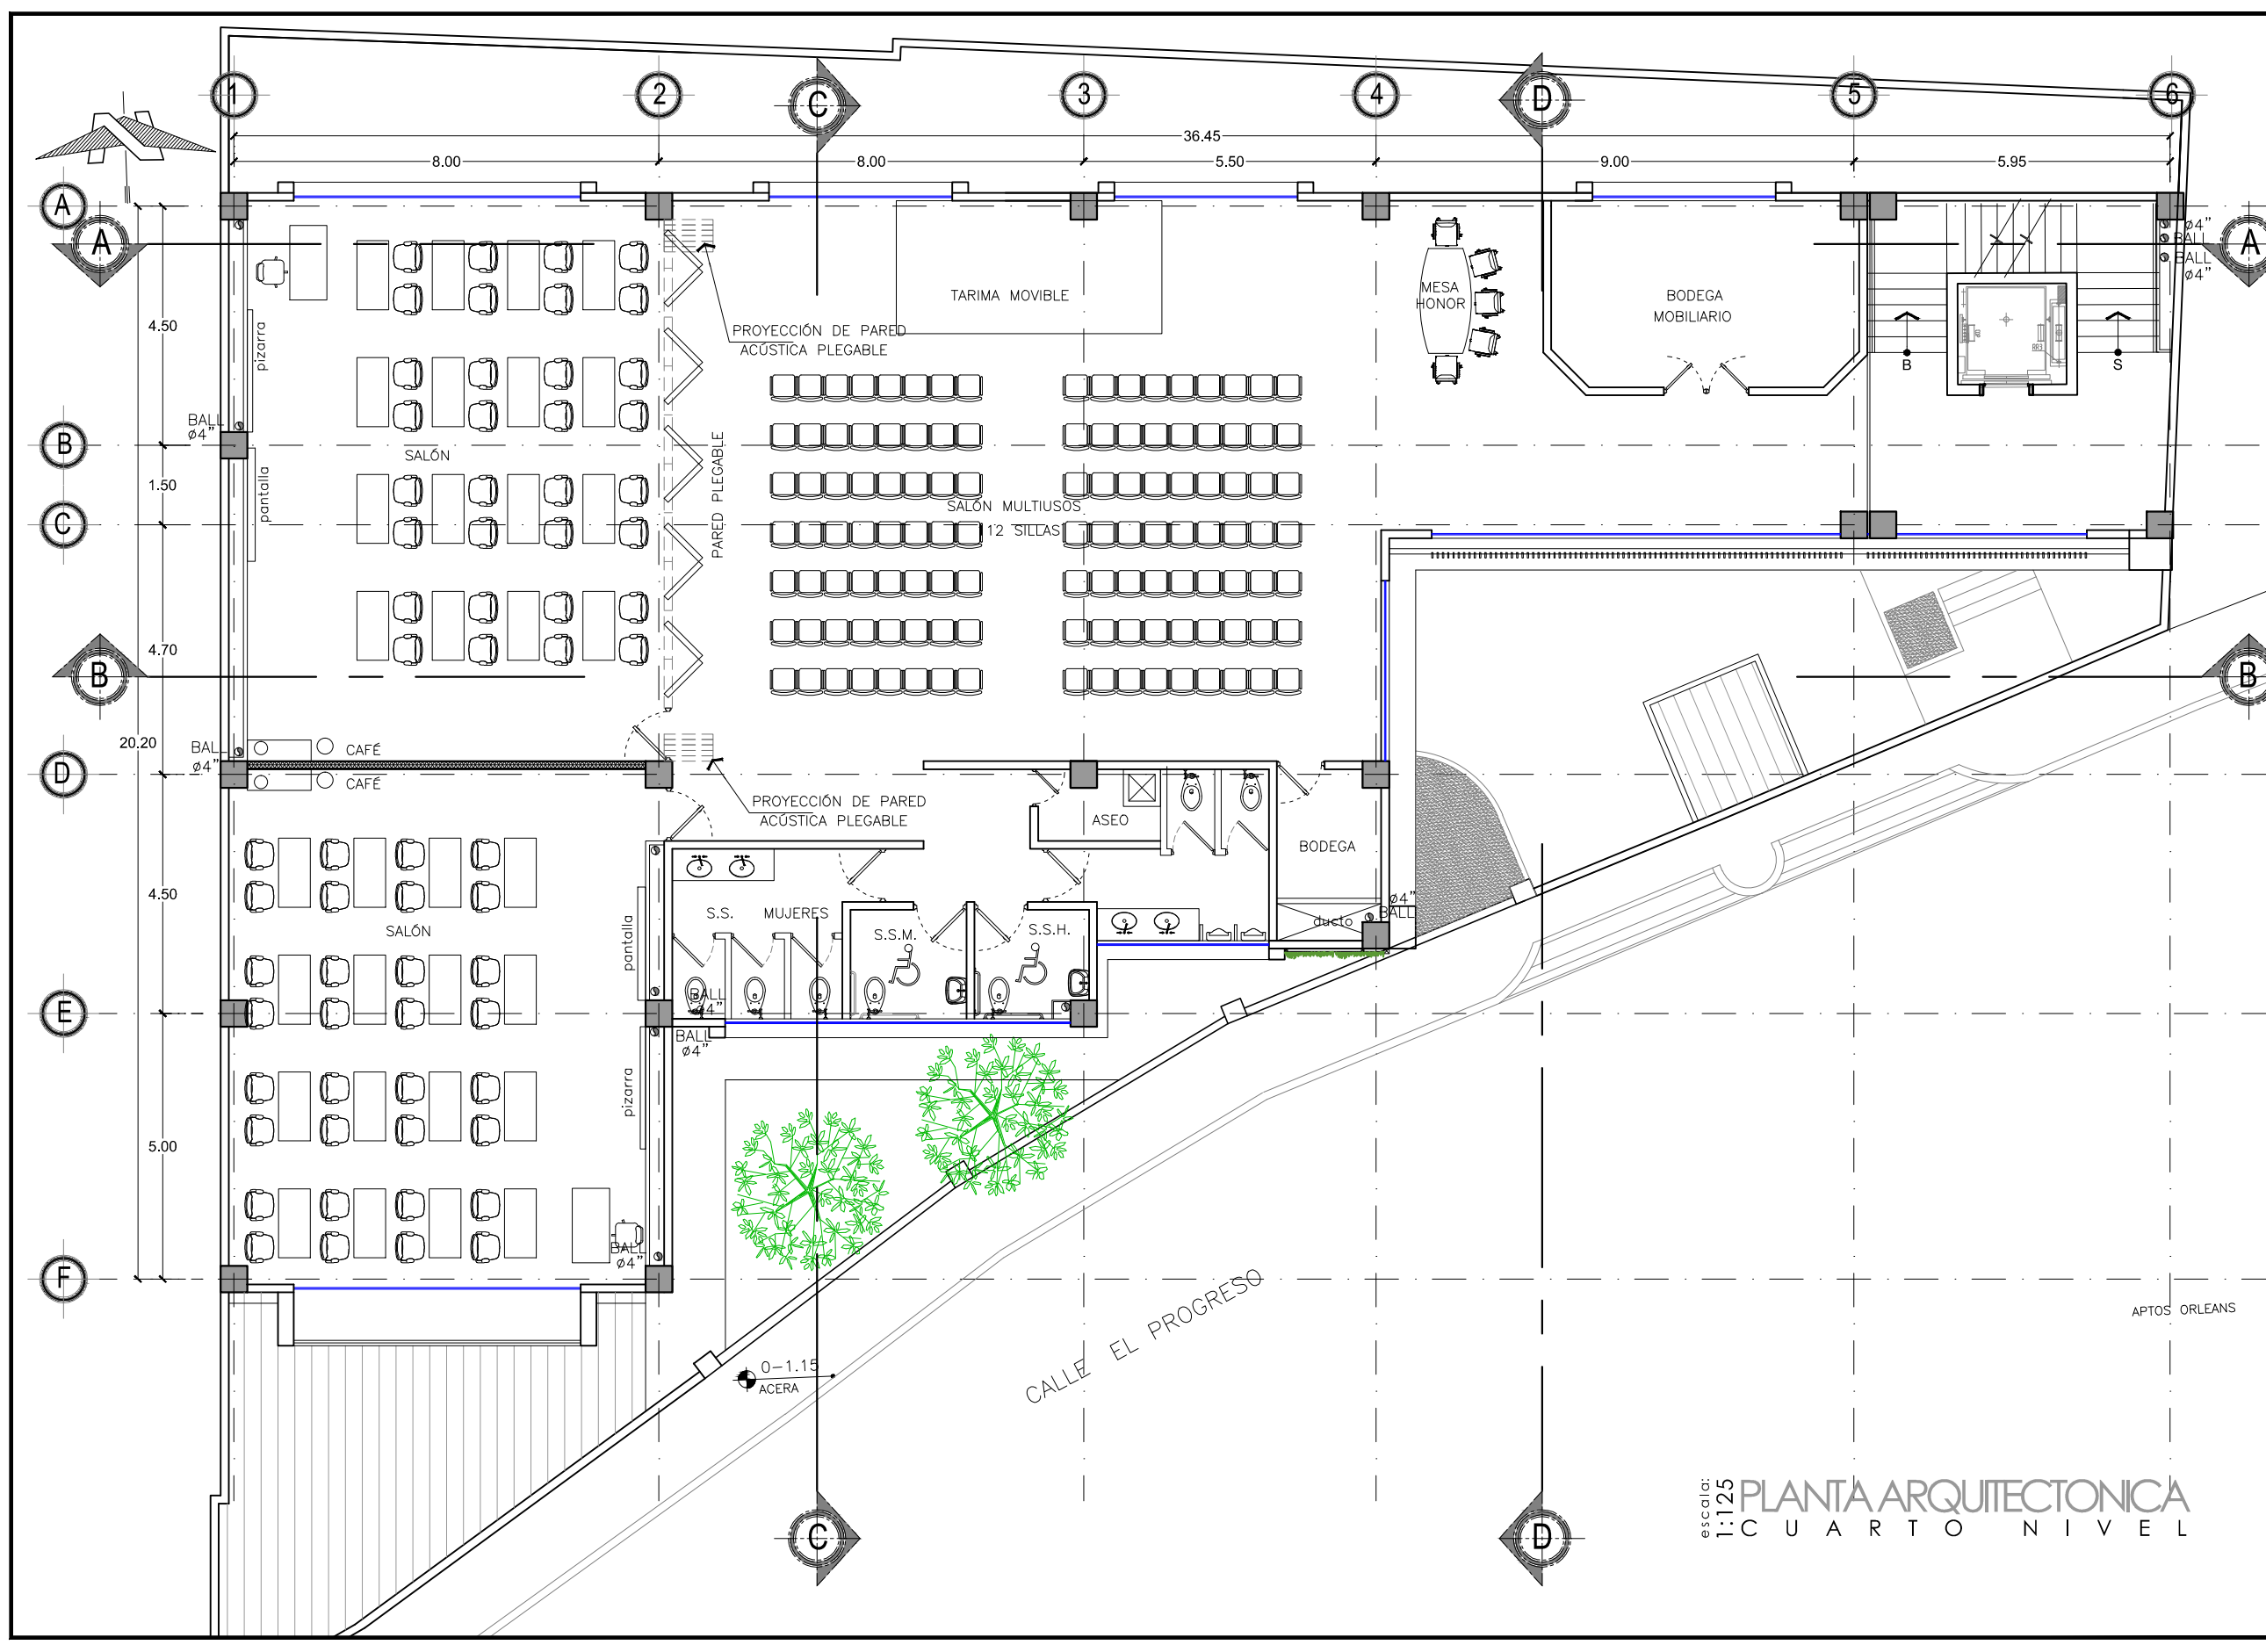 1
2
C
3
4
D
5
6
36.45
8.00
8.00
5.50
9.00
5.95
A
A
A
ø4"
BALL
BALL
ø4"
4.50
pizarra
TARIMA MOVIBLE
MESA
HONOR
BODEGA
MOBILIARIO
PROYECCIÓN DE PARED
ACÚSTICA PLEGABLE
B
S
BALL
ø4"
B
SALÓN
pantalla
PARED PLEGABLE
1.50
SALÓN MULTIUSOS
12 SILLAS
C
4.70
B
B
20.20
BALL
ø4"
CAFÉ
D
CAFÉ
PROYECCIÓN DE PARED
ACÚSTICA PLEGABLE
ASEO
BODEGA
4.50
S.S. MUJERES
SALÓN
pantalla
S.S.M.
S.S.H.
ducto
ø4"
BALL
BALL
ø4"
E
BALL
ø4"
pizarra
5.00
BALL
ø4"
F
CALLE EL PROGRESO
APTOS ORLEANS
0-1.15
ACERA
escala:
1:125
PLANTA ARQUITECTONICA
CUARTO NIVEL
C
D